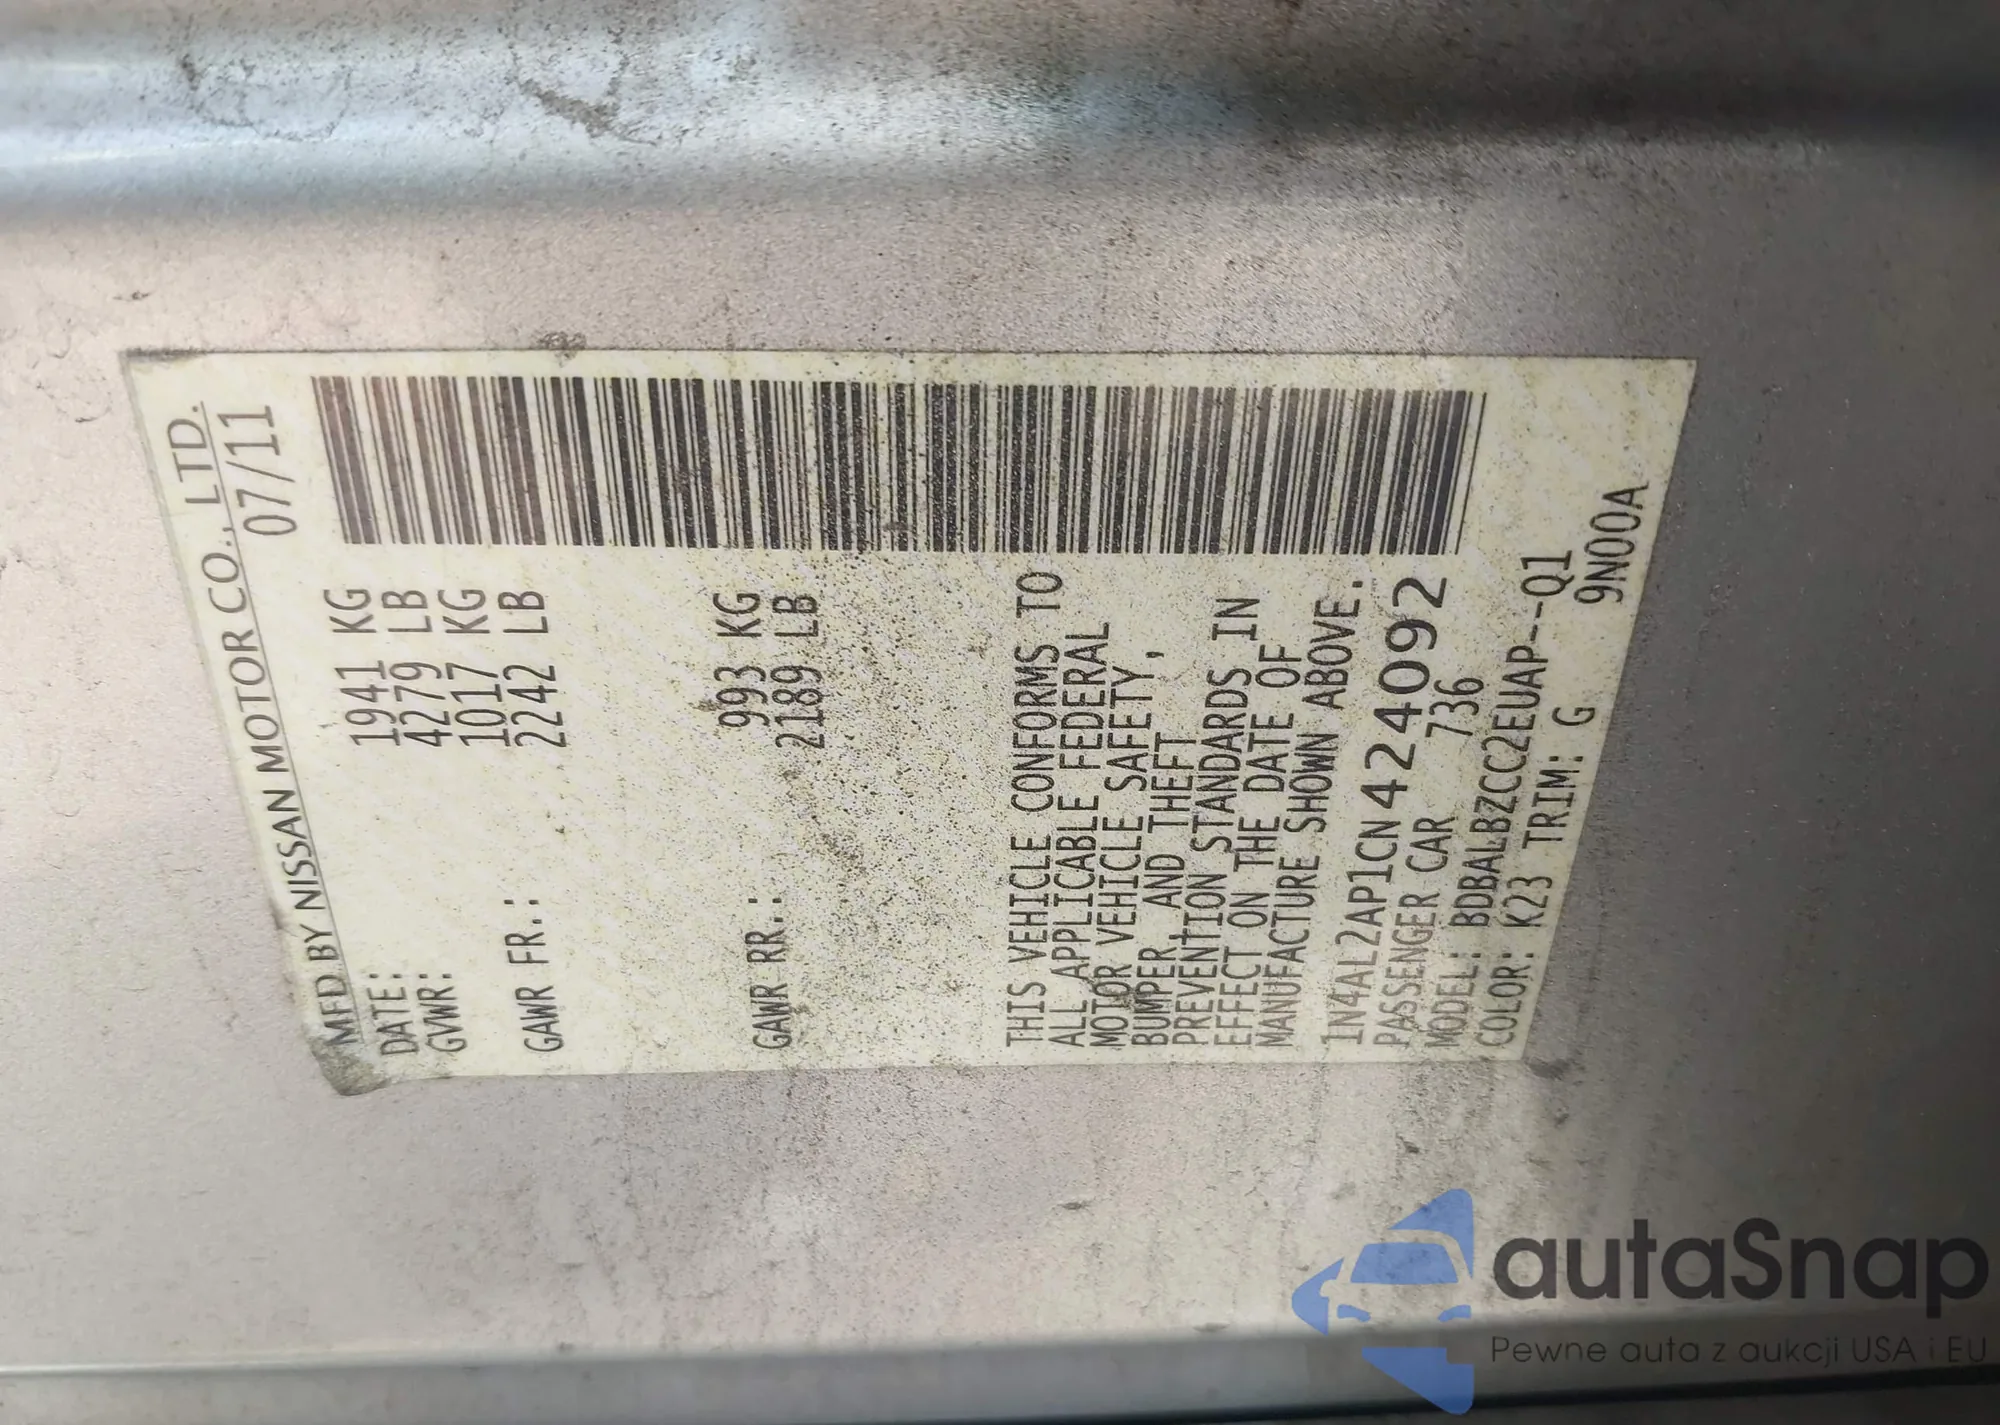 MFD BY NISSAN MOTOR CO., LTD.
DATE: 07/11
GVWR: 1941 KG
4279 LB
GAWR FR.: 1017 KG
2242 LB
GAWR RR.: 993 KG
2189 LB
THIS VEHICLE CONFORMS TO
ALL APPLICABLE FEDERAL
MOTOR VEHICLE SAFETY,
BUMPER AND THEFT
PREVENTION STANDARDS IN
EFFECT ON THE DATE OF
MANUFACTURE SHOWN ABOVE.
1N4AL2AP1CN424092
PASSENGER CAR 736
MODEL: BDBALBZCC2EUAP--Q1
COLOR: K23 TRIM: G 9N00A
autaSnap
Pewne auta z aukcji USA i EU